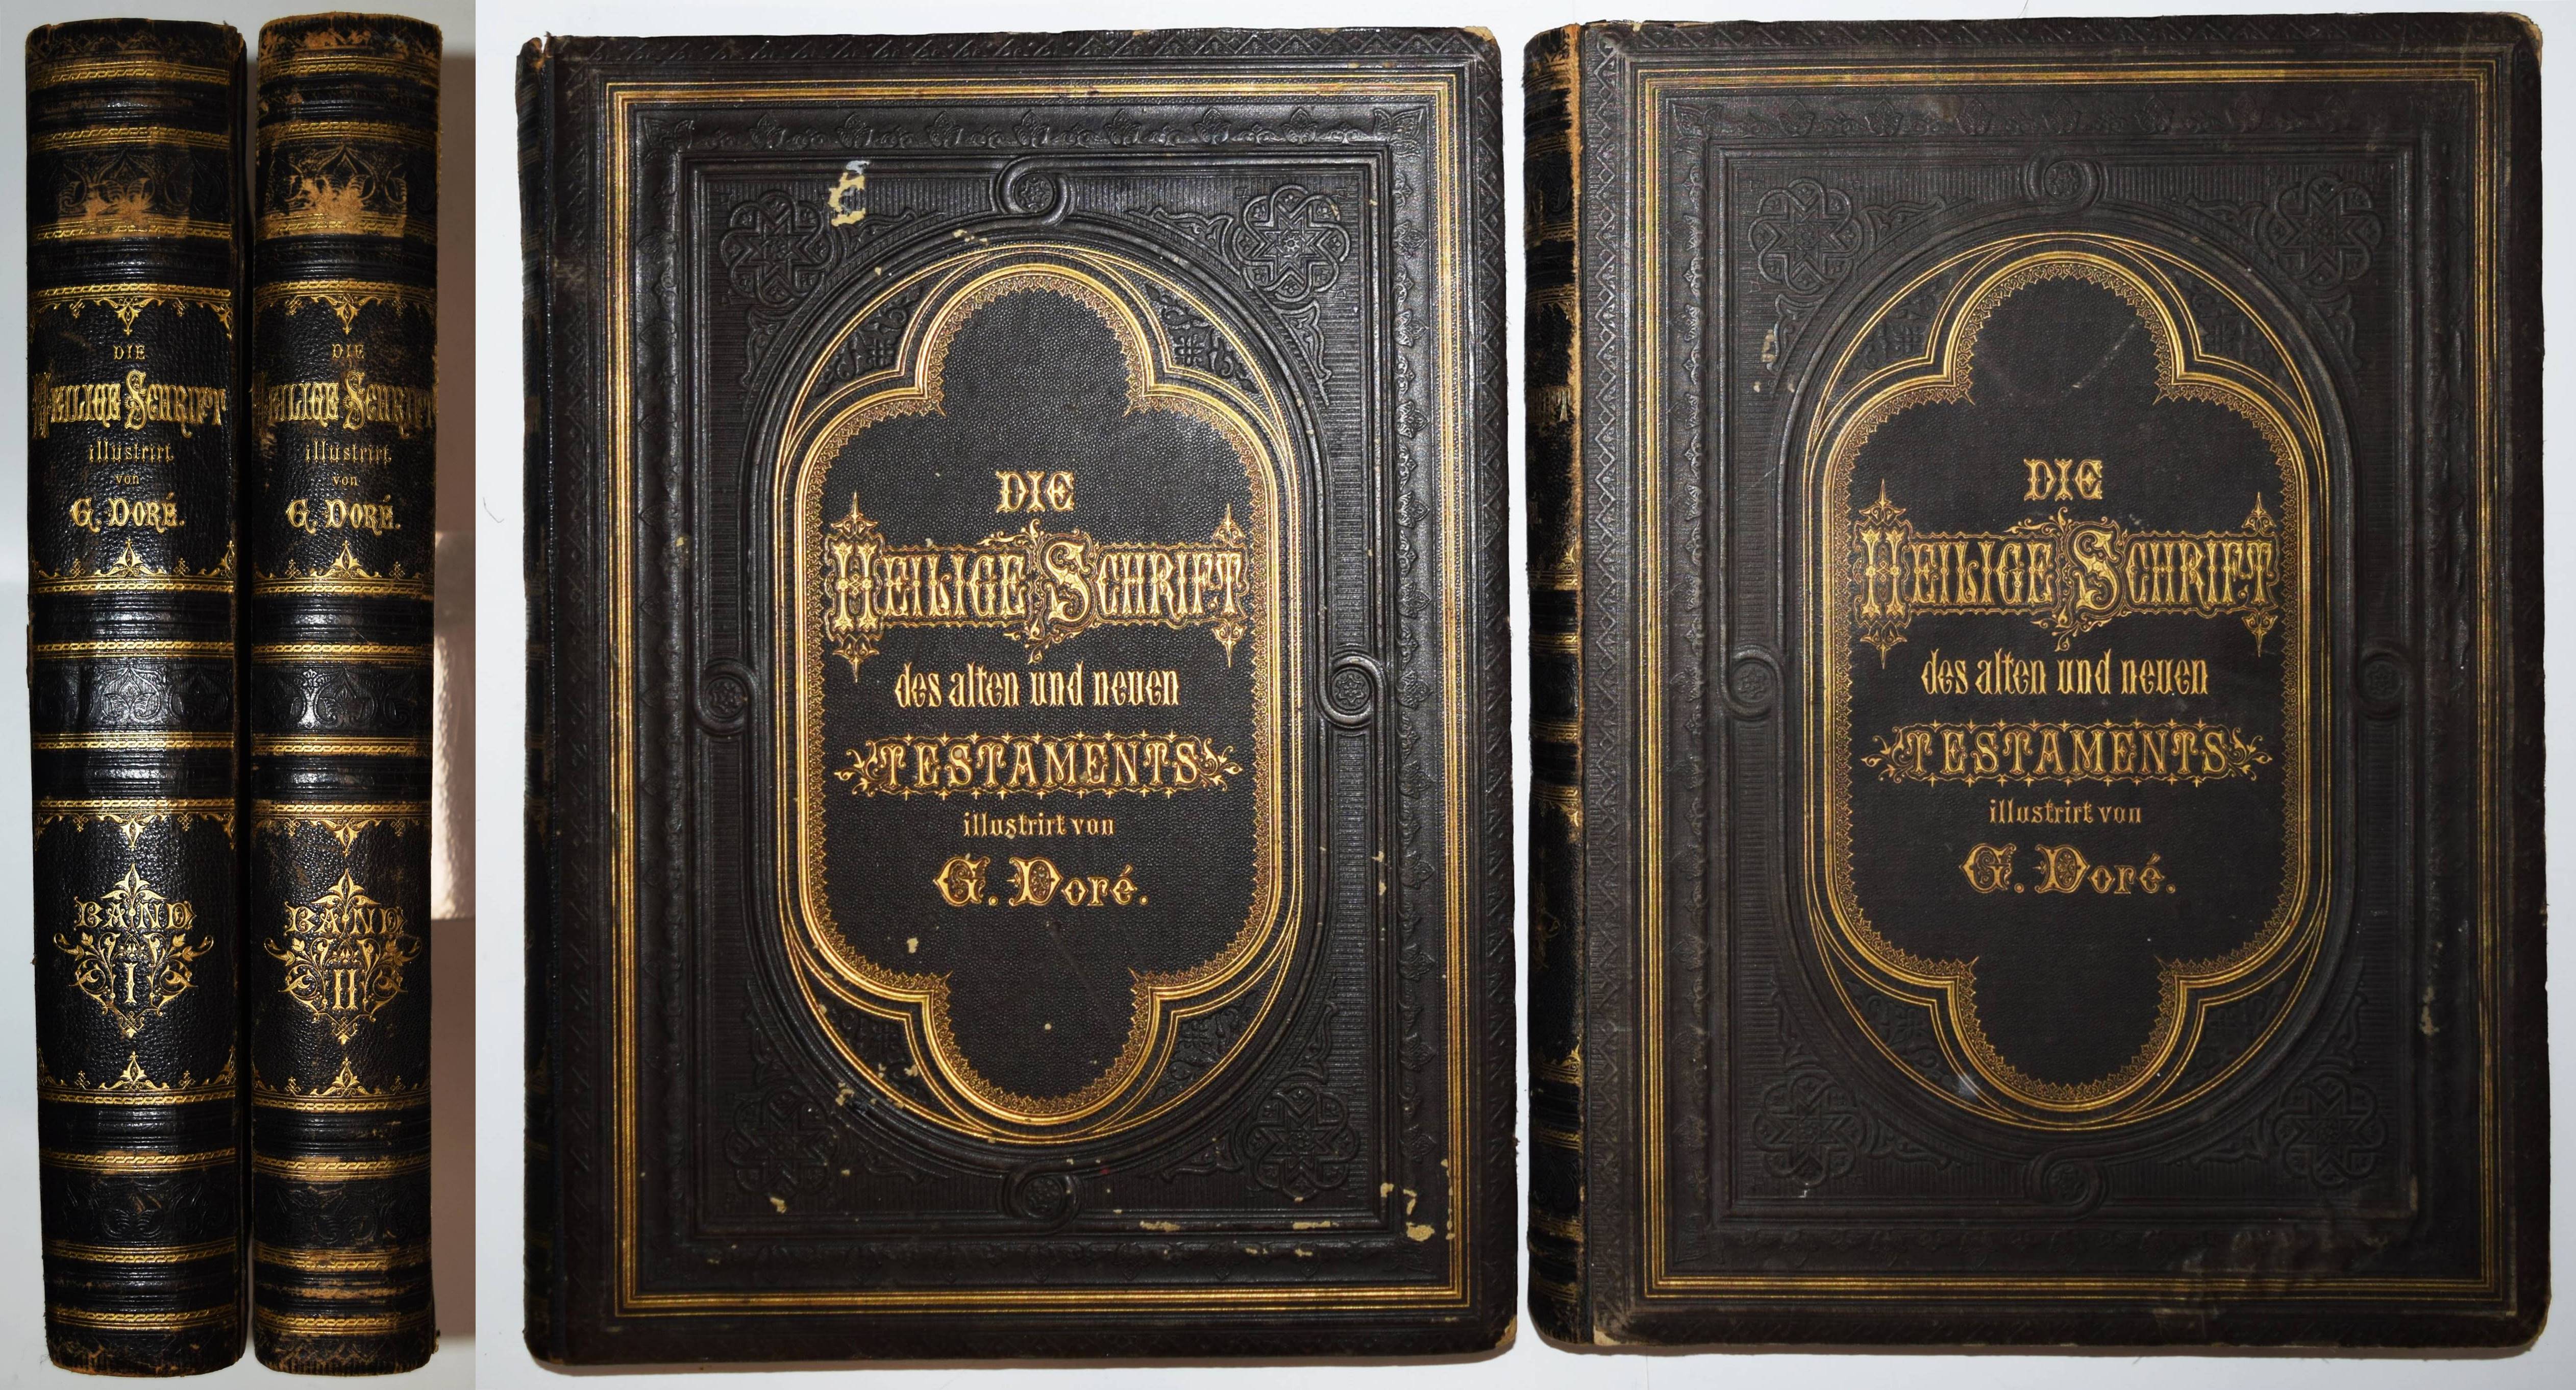 DIE
HEILIGE SCHRIFT
illustrirt
von
G. DORÉ.
BAND
I
DIE
HEILIGE SCHRIFT
illustrirt
von
G. DORÉ.
BAND
II
DIE
HEILIGE SCHRIFT
des alten und neuen
TESTAMENTS
illustrirt von
G. Doré.
DIE
HEILIGE SCHRIFT
des alten und neuen
TESTAMENTS
illustrirt von
G. Doré.